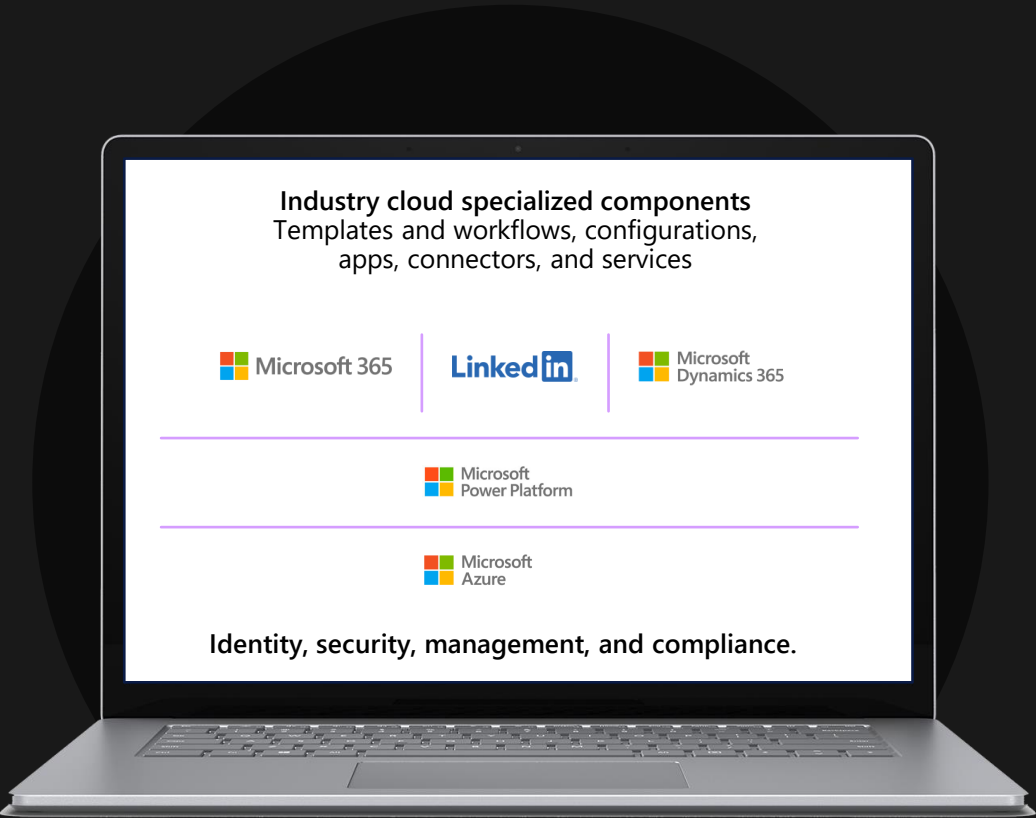 Industry cloud specialized components
Templates and workflows, configurations,
apps, connectors, and services
Microsoft 365
Linkedin
Microsoft
Dynamics 365
Microsoft
Power Platform
Microsoft
Azure
Identity, security, management, and compliance.